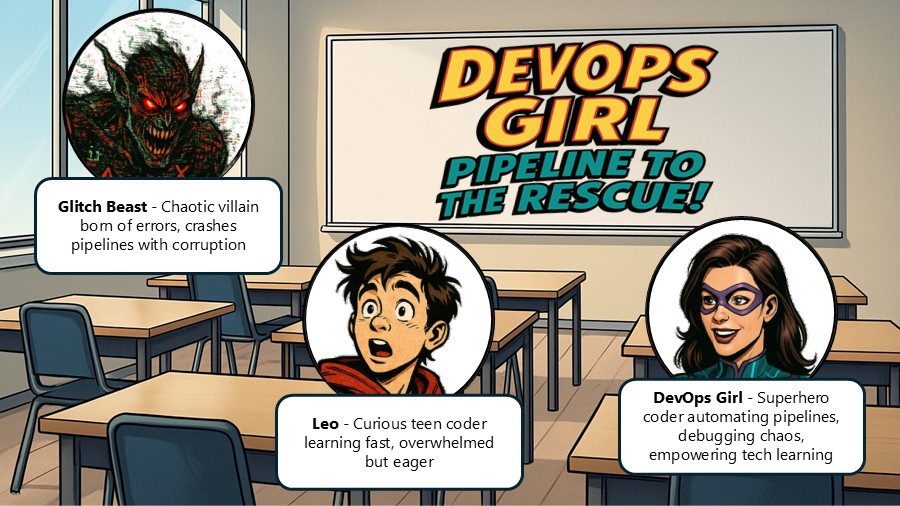 DEVOPS
GIRL
PIPELINE TO
THE RESCUE!
Glitch Beast - Chaotic villain
born of errors, crashes
pipelines with corruption
Leo - Curious teen coder
learning fast, overwhelmed
but eager
DevOps Girl - Superhero
coder automating pipelines,
debugging chaos,
empowering tech learning